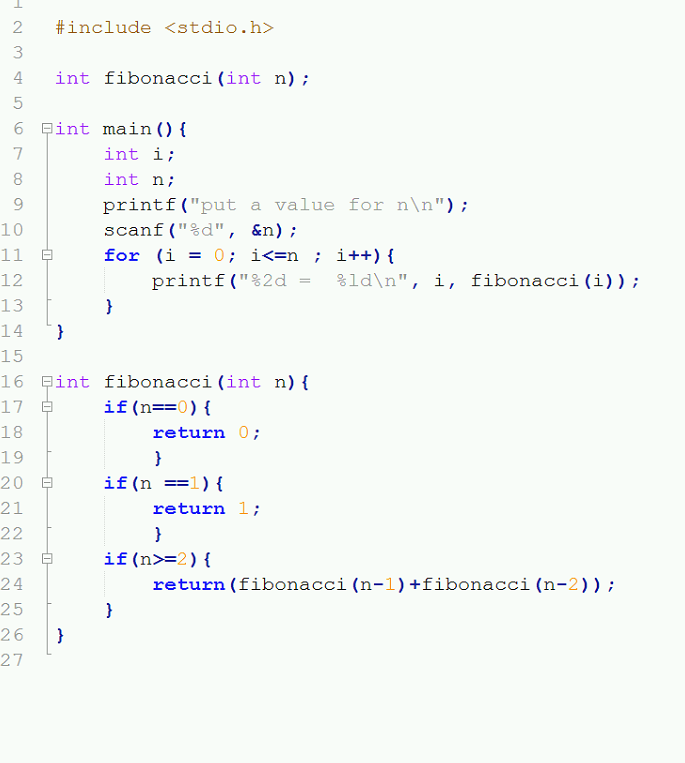 1
2 #include <stdio.h>
3
4 int fibonacci(int n);
5
6 int main(){
7     int i;
8     int n;
9     printf("put a value for n\n");
10     scanf("%d", &n);
11     for (i = 0; i<=n ; i++){
12         printf("%2d =  %ld\n", i, fibonacci(i));
13     }
14 }
15
16 int fibonacci(int n){
17     if(n==0){
18         return 0;
19         }
20     if(n ==1){
21         return 1;
22         }
23     if(n>=2){
24         return(fibonacci(n-1)+fibonacci(n-2));
25     }
26 }
27